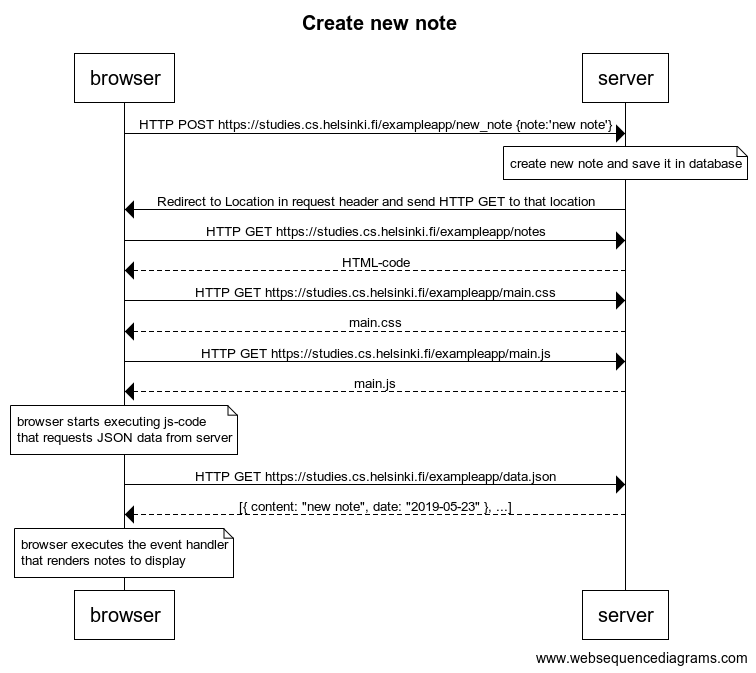 Create new note
browser
server
HTTP POST https://studies.cs.helsinki.fi/exampleapp/new_note {note:'new note'}
create new note and save it in database
Redirect to Location in request header and send HTTP GET to that location
HTTP GET https://studies.cs.helsinki.fi/exampleapp/notes
HTML-code
HTTP GET https://studies.cs.helsinki.fi/exampleapp/main.css
main.css
HTTP GET https://studies.cs.helsinki.fi/exampleapp/main.js
main.js
browser starts executing js-code
that requests JSON data from server
HTTP GET https://studies.cs.helsinki.fi/exampleapp/data.json
[{ content: "new note", date: "2019-05-23" }, ...]
browser executes the event handler
that renders notes to display
browser
server
www.websequencediagrams.com